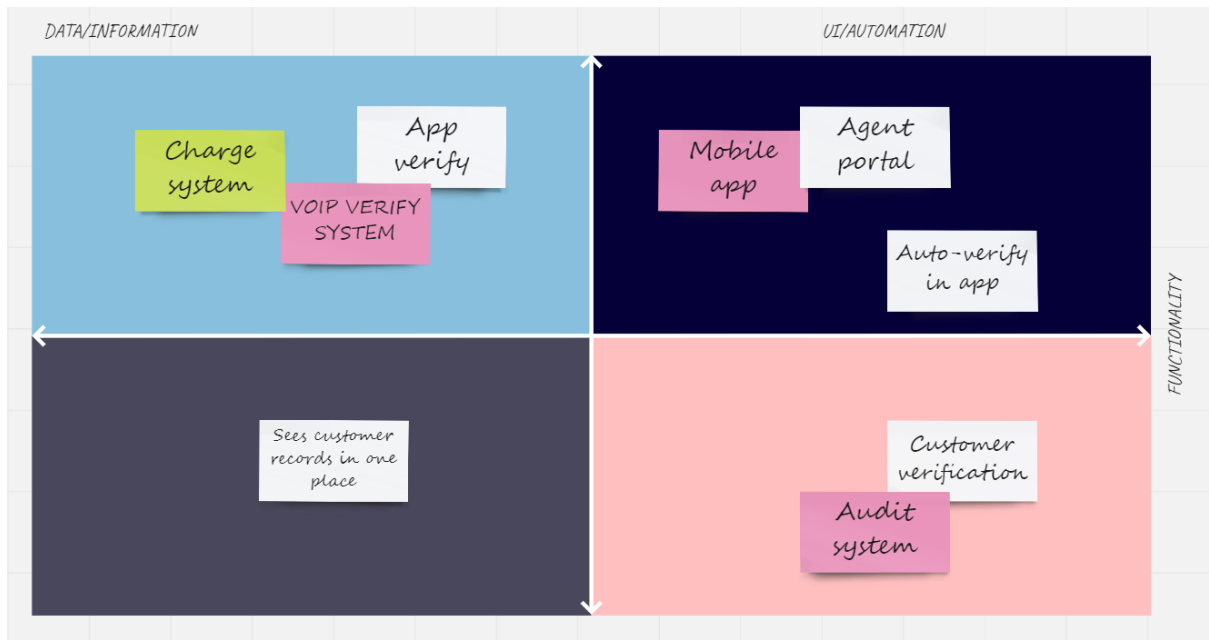 DATA/INFORMATION
UI/AUTOMATION
Charge
system
App
verify
VOIP VERIFY
SYSTEM
Mobile
app
Agent
portal
Auto-verify
in app
FUNCTIONALITY
Sees customer
records in one
place
Customer
verification
Audit
system